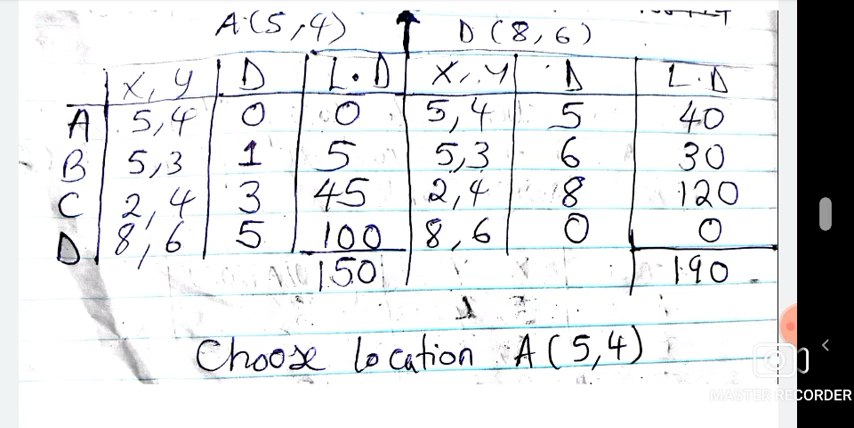 A(5,4) D(8,6)
X, Y D L.D X, Y D L.D
A 5,4 0 0 5,4 5 40
B 5,3 1 5 5,3 6 30
C 2,4 3 45 2,4 8 120
D 8,6 5 100 8,6 0 0
150 190
Choose location A(5,4)
MASTER RECORDER